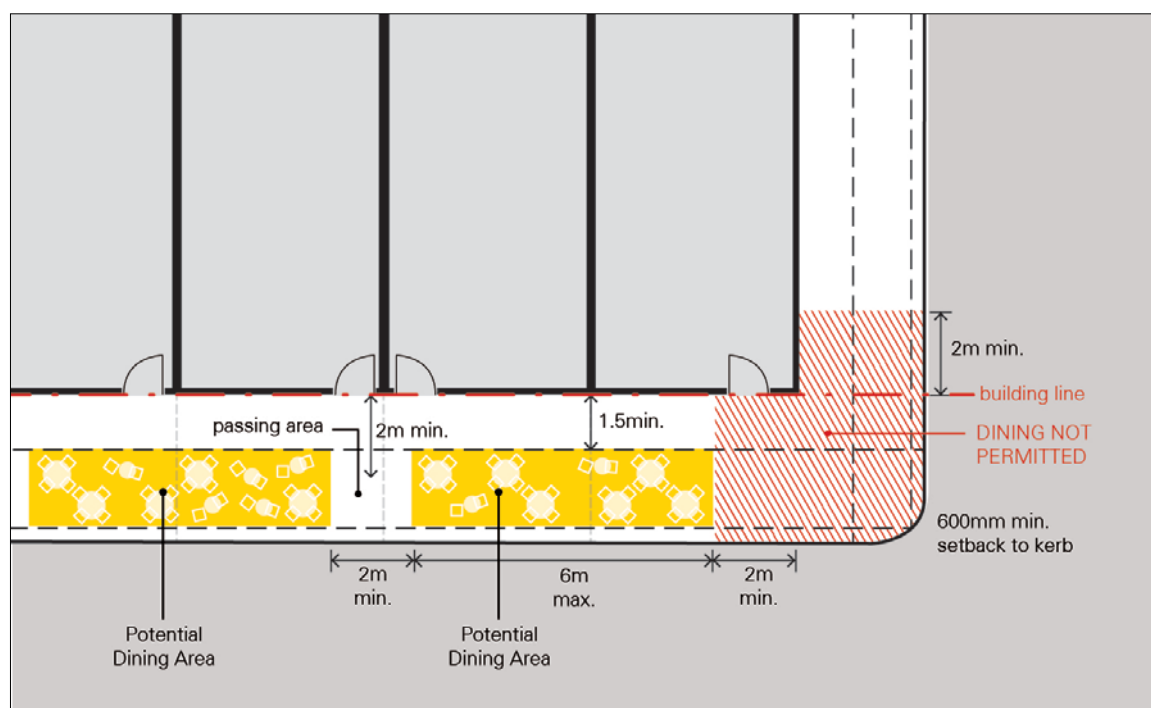 2m min.
building line
passing area
2m min.
1.5min.
DINING NOT
PERMITTED
600mm min.
setback to kerb
2m
min.
6m
max.
2m
min.
Potential
Dining Area
Potential
Dining Area